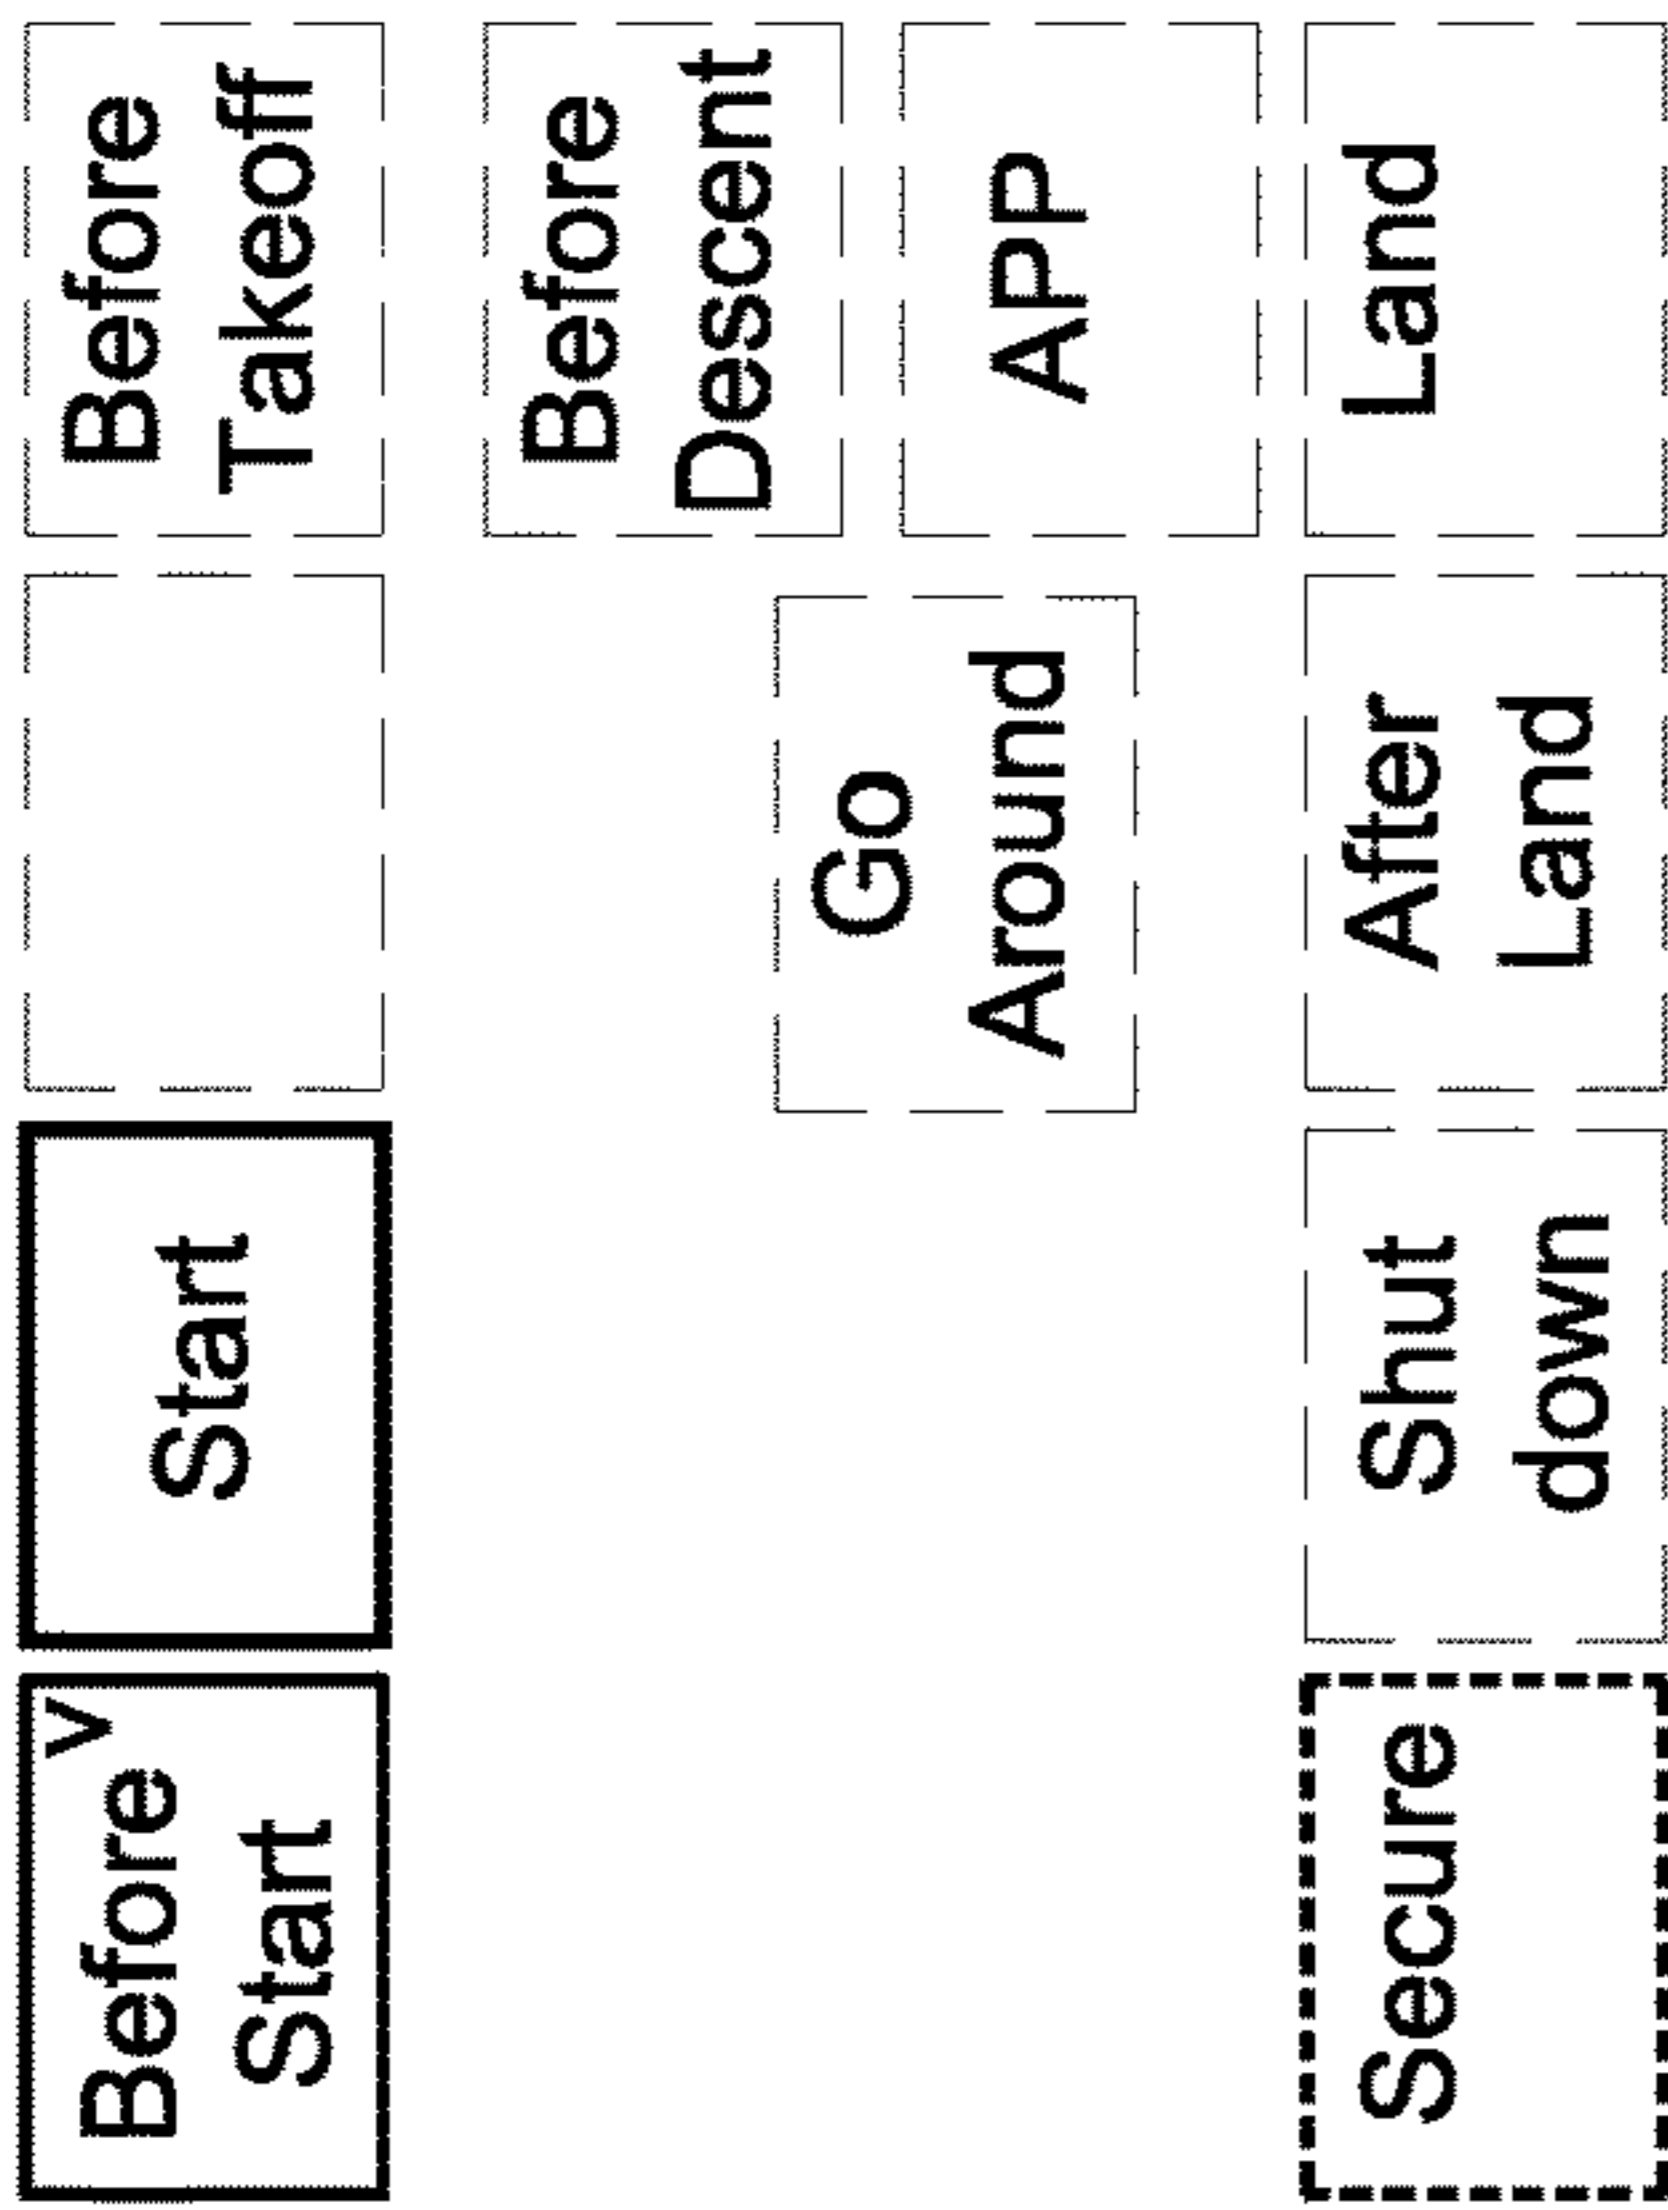 Before v
Start
Start
Before
Takeoff
Before
Descent
Go
Around
APP
Secure
Shut
down
After
Land
Land